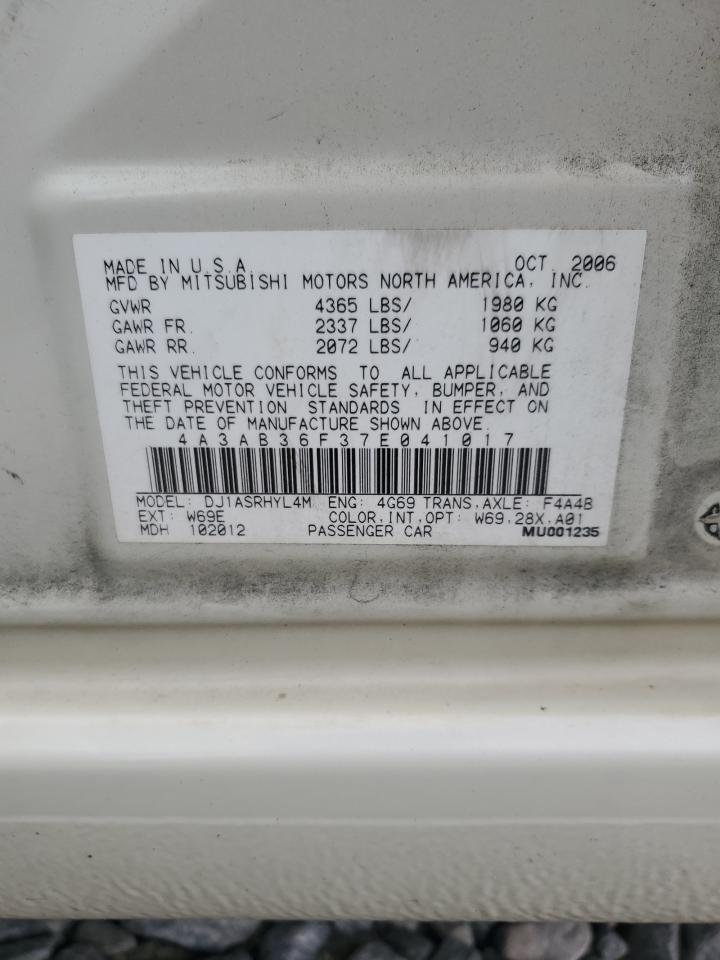 MADE IN U.S.A. OCT. 2006
MFD BY MITSUBISHI MOTORS NORTH AMERICA, INC.
GVWR 4365 LBS/ 1980 KG
GAWR FR. 2337 LBS/ 1060 KG
GAWR RR. 2072 LBS/ 940 KG
THIS VEHICLE CONFORMS TO ALL APPLICABLE
FEDERAL MOTOR VEHICLE SAFETY, BUMPER, AND
THEFT PREVENTION STANDARDS IN EFFECT ON
THE DATE OF MANUFACTURE SHOWN ABOVE.
4A3AB36F37E041017
MODEL: DJ1ASRHYL4M ENG: 4G69 TRANS,AXLE: F4A4B
EXT: W69E COLOR,INT,OPT: W69,28X,A01
MDH 102012 PASSENGER CAR MU001235